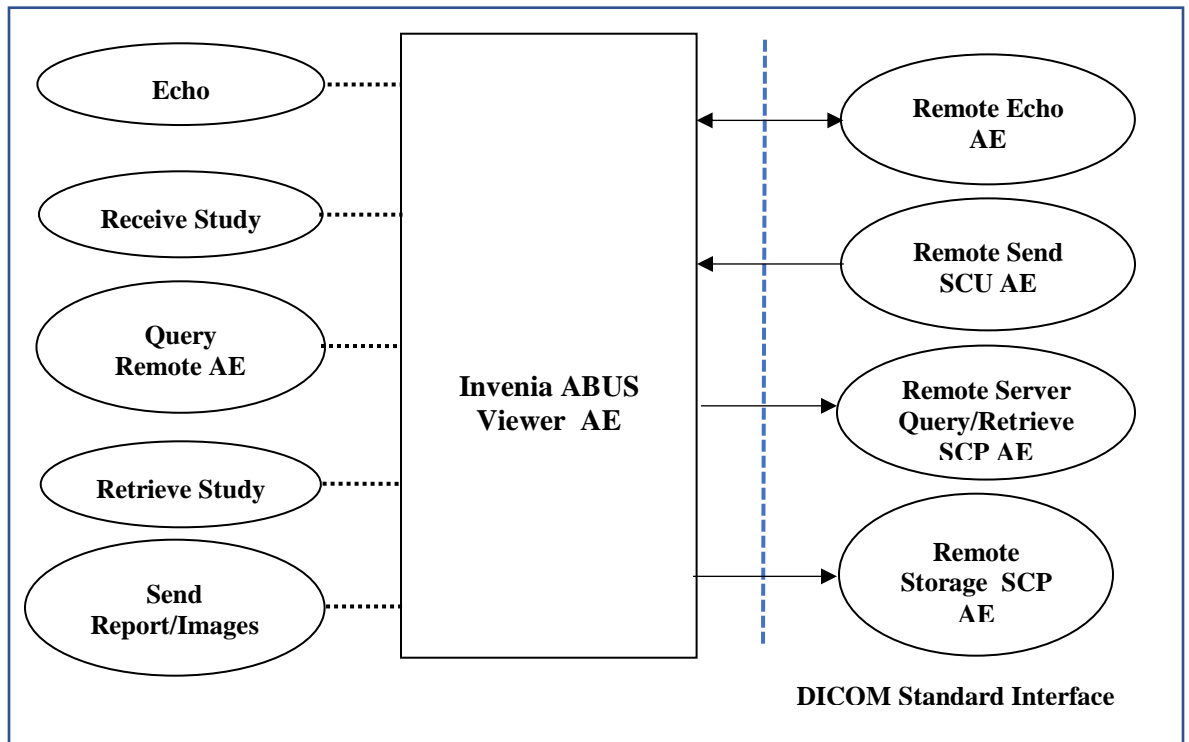 Echo
Receive Study
Query
Remote AE
Retrieve Study
Send
Report/Images
Invenia ABUS
Viewer AE
Remote Echo
AE
Remote Send
SCU AE
Remote Server
Query/Retrieve
SCP AE
Remote
Storage SCP
AE
DICOM Standard Interface